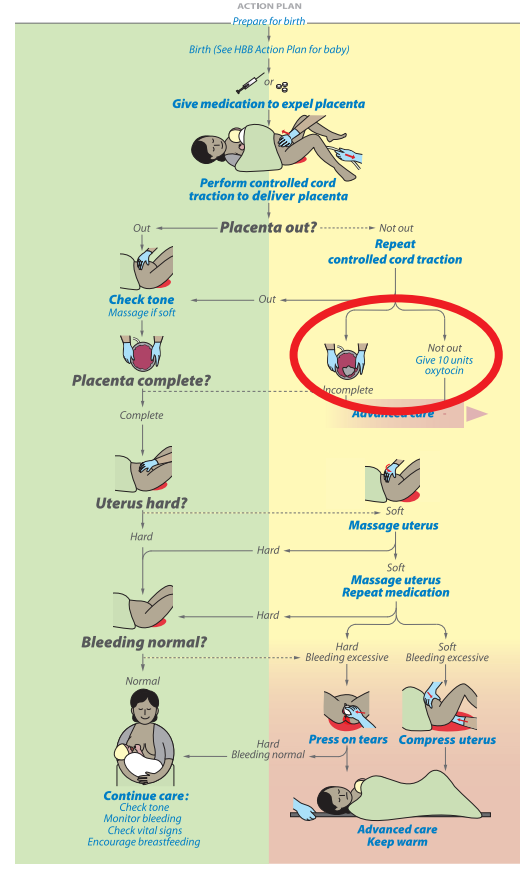 ACTION PLAN
Prepare for birth
Birth (See HBB Action Plan for baby)
or
Give medication to expel placenta
Perform controlled cord
traction to deliver placenta
Out
Placenta out?
Not out
Repeat
controlled cord traction
Check tone
Massage if soft
Out
Not out
Give 10 units
oxytocin
Placenta complete?
Incomplete
Complete
Advanced care
Uterus hard?
Soft
Massage uterus
Hard
Hard
Soft
Massage uterus
Repeat medication
Hard
Bleeding normal?
Hard
Bleeding excessive
Soft
Bleeding excessive
Normal
Press on tears
Compress uterus
Hard
Bleeding normal
Continue care:
Check tone
Monitor bleeding
Check vital signs
Encourage breastfeeding
Advanced care
Keep warm